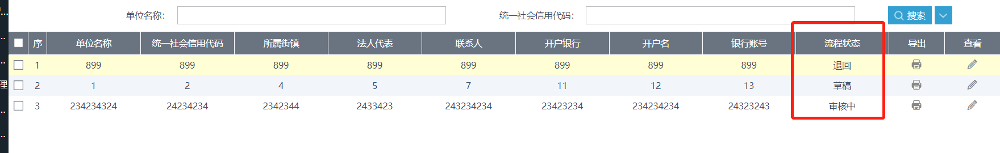 单位名称： 统一社会信用代码： 搜索
序 单位名称 统一社会信用代码 所属街镇 法人代表 联系人 开户银行 开户名 银行账号 流程状态 导出 查看
1 899 899 899 899 899 899 899 899 退回
2 1 2 4 5 7 11 12 13 草稿
理
3 234234324 24234234 2342344 2433423 243234234 23423234 234234234 24323243 审核中